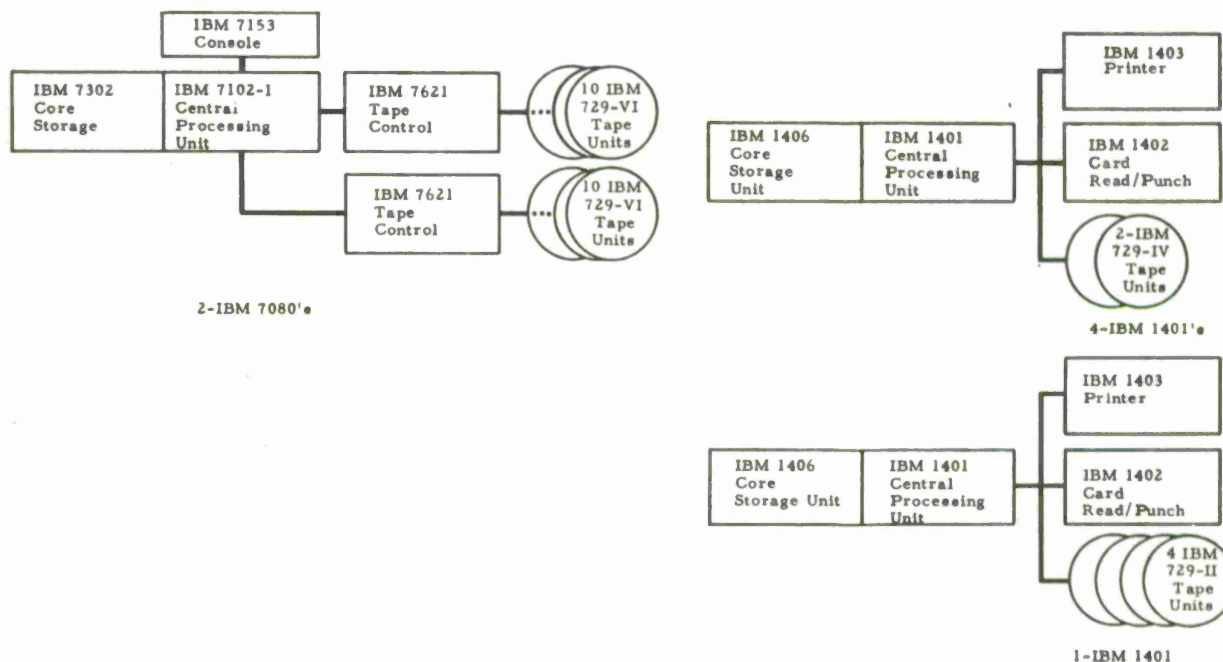 IBM 7153
Console
IBM 7302
Core
Storage
IBM 7102-1
Central
Processing
Unit
IBM 7621
Tape
Control
10 IBM
729-VI
Tape
Units
IBM 7621
Tape
Control
10 IBM
729-VI
Tape
Units
2-IBM 7080's
IBM 1403
Printer
IBM 1406
Core
Storage
Unit
IBM 1401
Central
Processing
Unit
IBM 1402
Card
Read/Punch
2-IBM
729-IV
Tape
Units
4-IBM 1401's
IBM 1403
Printer
IBM 1406
Core
Storage Unit
IBM 1401
Central
Processing
Unit
IBM 1402
Card
Read/Punch
4 IBM
729-II
Tape
Units
1-IBM 1401